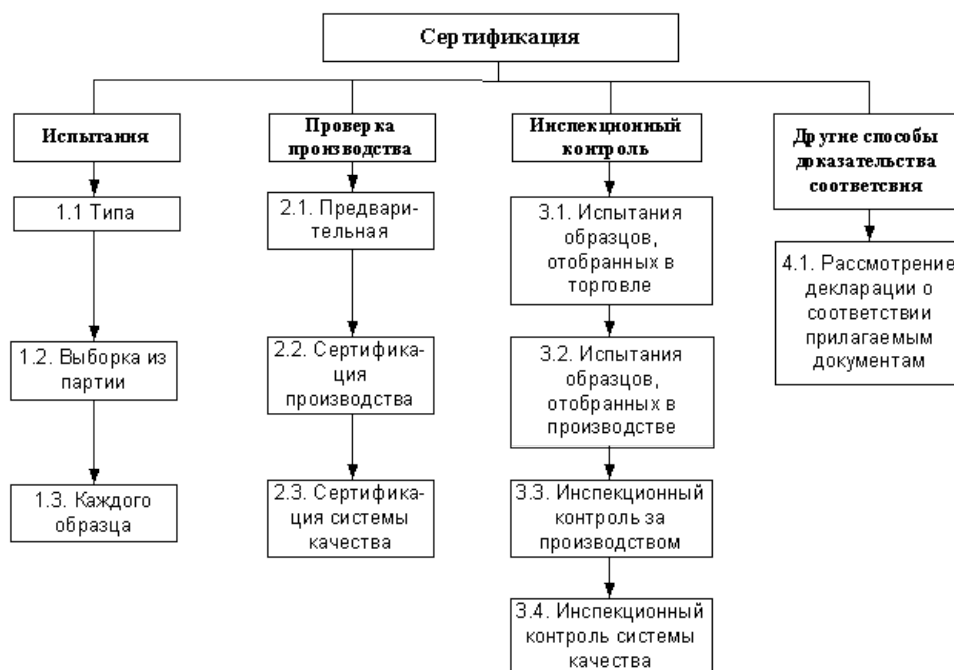 Сертификация
Испытания
1.1 Типа
1.2. Выборка из
партии
1.3. Каждого
образца
Проверка
производства
2.1. Предвари-
тельная
2.2. Сертифика-
ция
производства
2.3. Сертифика-
ция системы
качества
Инспекционный
контроль
3.1. Испытания
образцов,
отобранных в
торговле
3.2. Испытания
образцов,
отобранных в
производстве
3.3. Инспекционный
контроль за
производством
3.4. Инспекционный
контроль системы
качества
Другие способы
доказательства
соответсвия
4.1. Рассмотрение
декларации о
соответствии
прилагаемым
документам